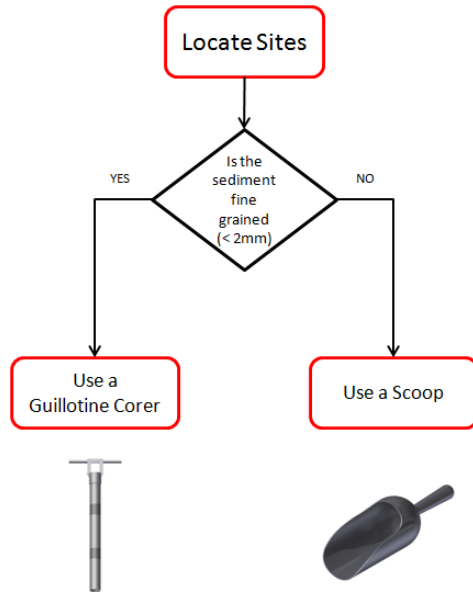 Locate Sites
Is the
sediment
fine
grained
(< 2mm)
YES
NO
Use a
Guillotine Corer
Use a Scoop